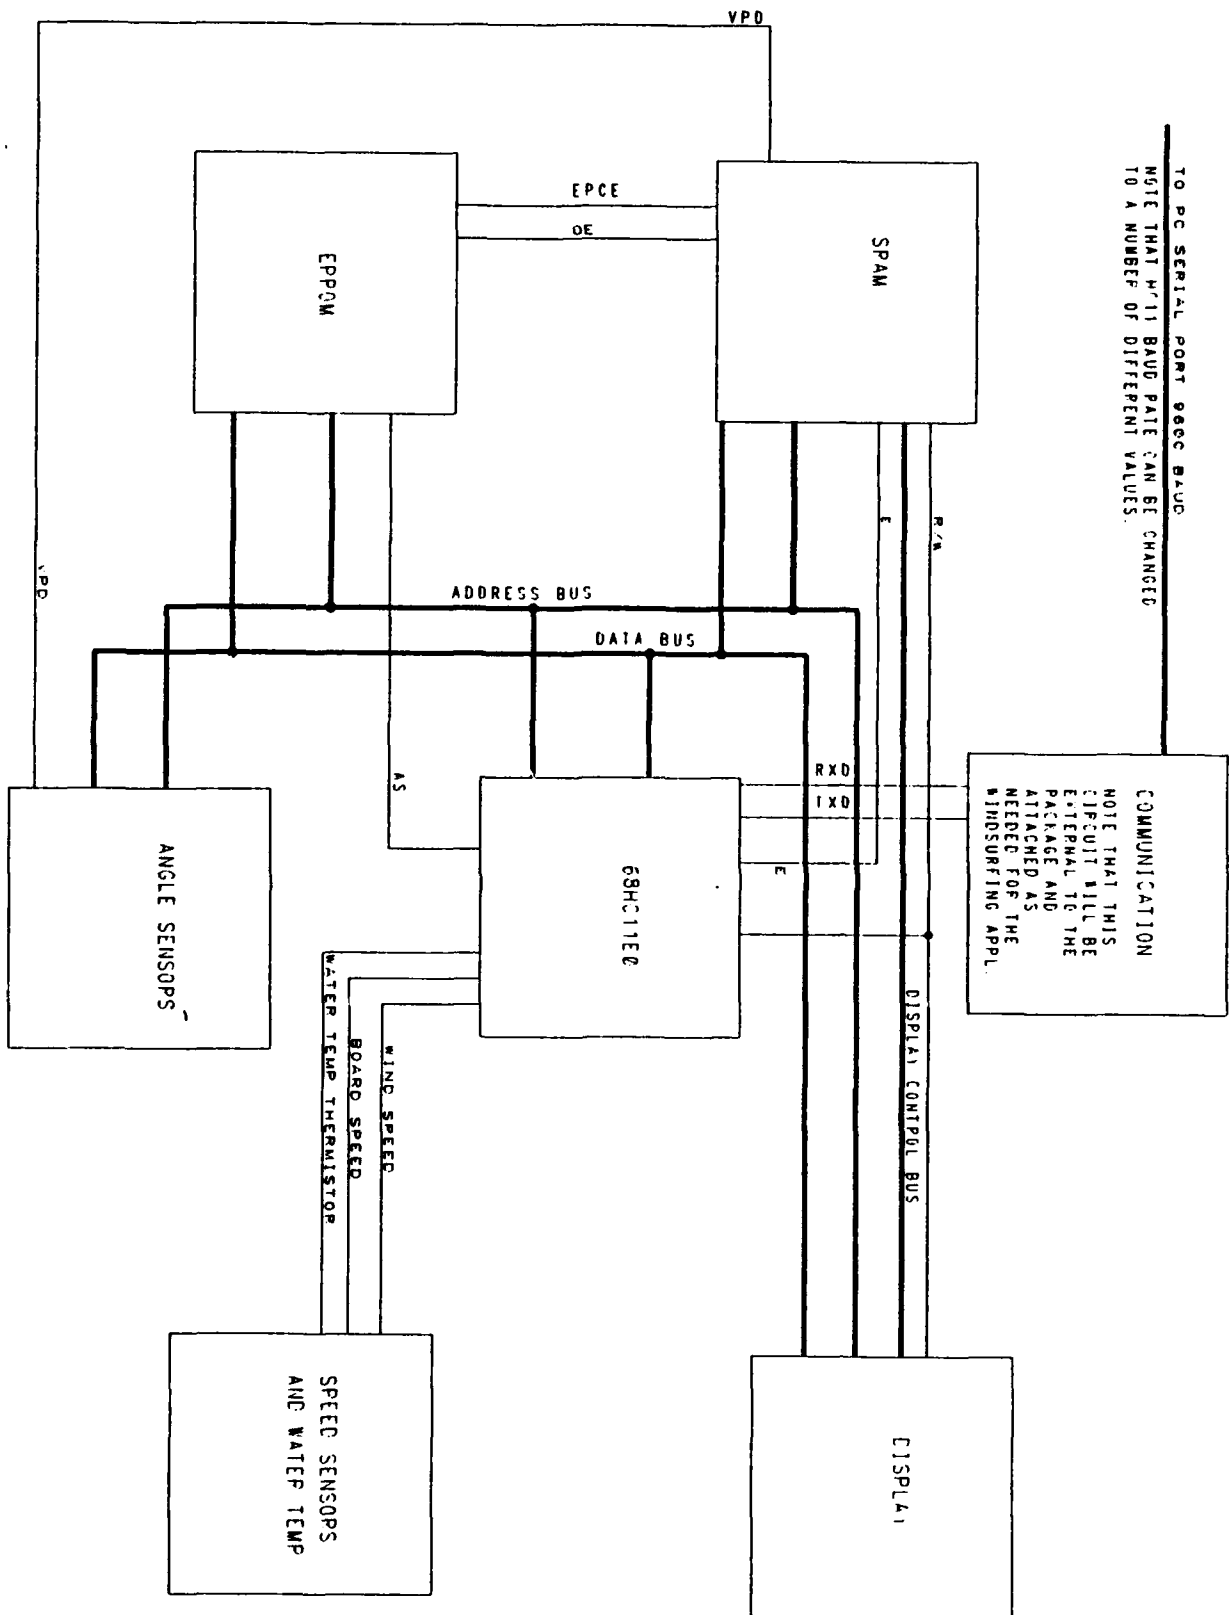 VPD
TO PC SERIAL PORT 9600 BAUD
NOTE THAT HC11 BAUD RATE CAN BE CHANGED
TO A NUMBER OF DIFFERENT VALUES.
EPCE
OE
SRAM
EPROM
E
R/W
VPD
ADDRESS BUS
DATA BUS
AS
RXD
TXD
E
COMMUNICATION
NOTE THAT THIS
CIRCUIT WILL BE
EXTERNAL TO THE
PACKAGE AND
ATTACHED AS
NEEDED FOR THE
WINDSURFING APPL.
68HC11E0
ANGLE SENSORS
WATER TEMP THERMISTOR
BOARD SPEED
WIND SPEED
DISPLAY CONTROL BUS
SPEED SENSORS
AND WATER TEMP
DISPLAY